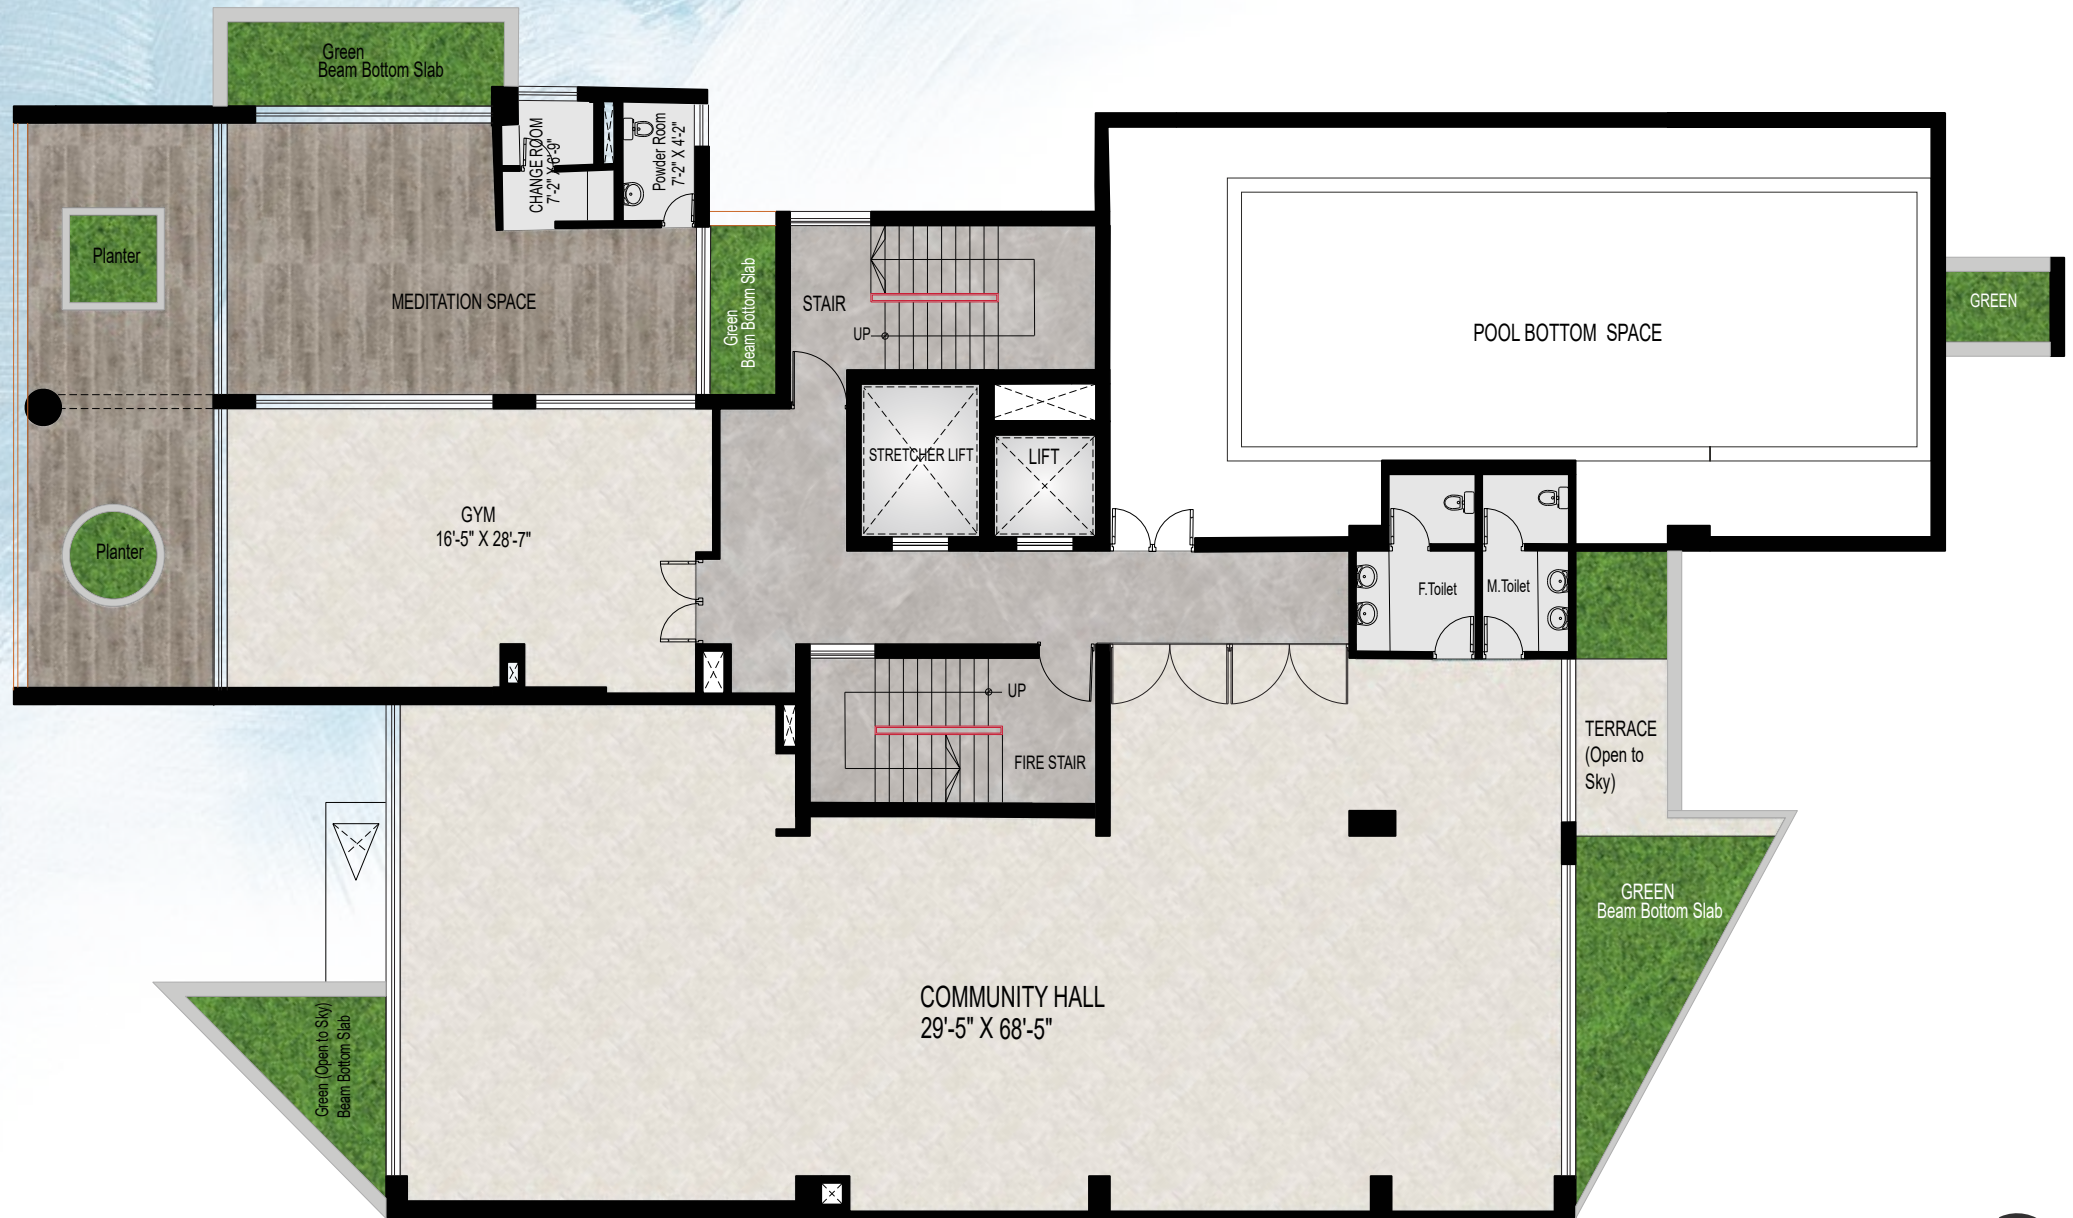 Green
Beam Bottom Slab
CHANGE ROOM
7'-2" X 6'-9"
Powder Room
7'-2" X 4'-2"
Planter
MEDITATION SPACE
Green
Beam Bottom Slab
STAIR
UP
POOL BOTTOM SPACE
GREEN
STRETCHER LIFT
LIFT
GYM
16'-5" X 28'-7"
Planter
F.Toilet
M.Toilet
UP
FIRE STAIR
TERRACE
(Open to
Sky)
GREEN
Beam Bottom Slab
COMMUNITY HALL
29'-5" X 68'-5"
Green (Open to Sky)
Beam Bottom Slab